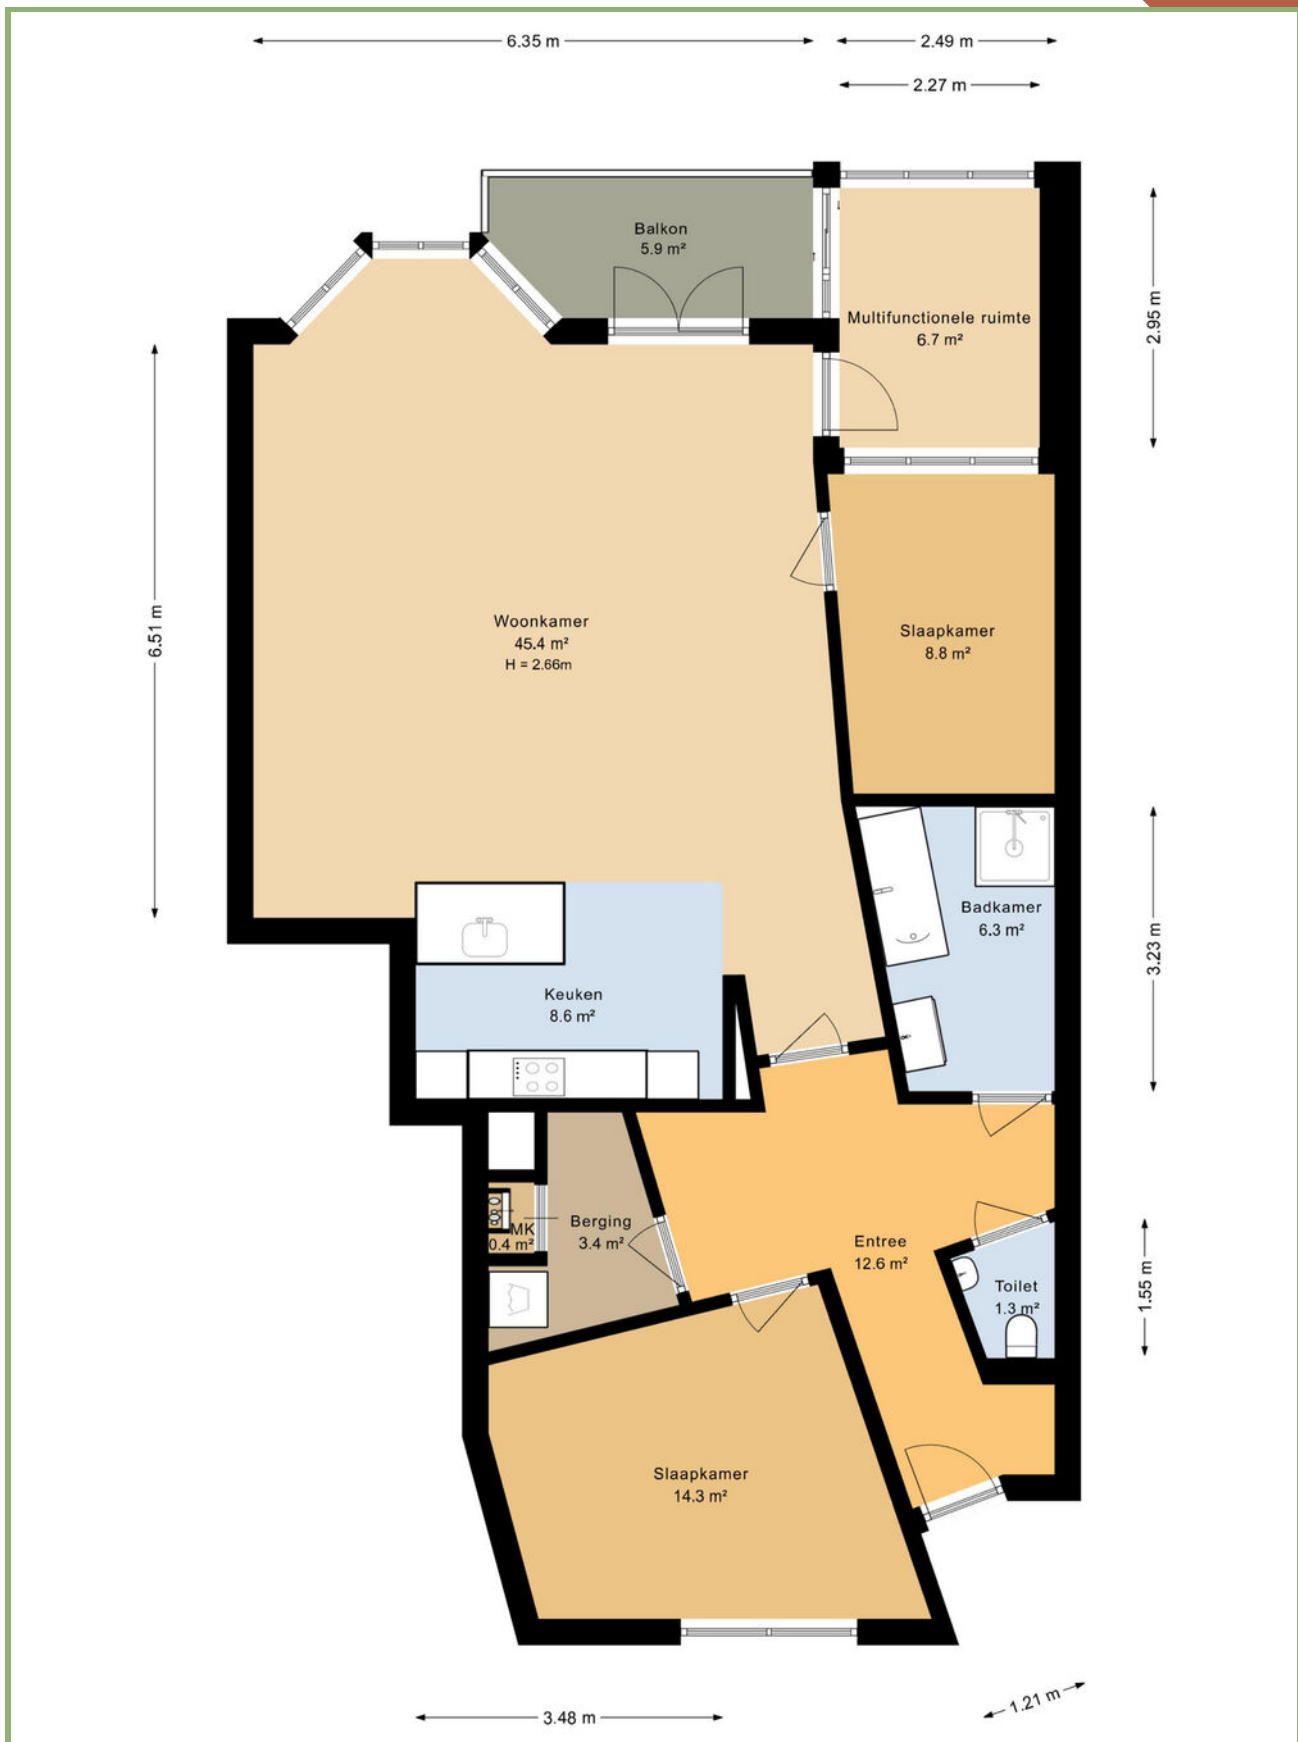 6.35 m
2.49 m
2.27 m
Balkon
5.9 m²
Multifunctionele ruimte
6.7 m²
2.95 m
6.51 m
Woonkamer
45.4 m²
H = 2.66m
Slaapkamer
8.8 m²
Badkamer
6.3 m²
3.23 m
Keuken
8.6 m²
MK
0.4 m²
Berging
3.4 m²
Entree
12.6 m²
Toilet
1.3 m²
1.55 m
Slaapkamer
14.3 m²
3.48 m
1.21 m